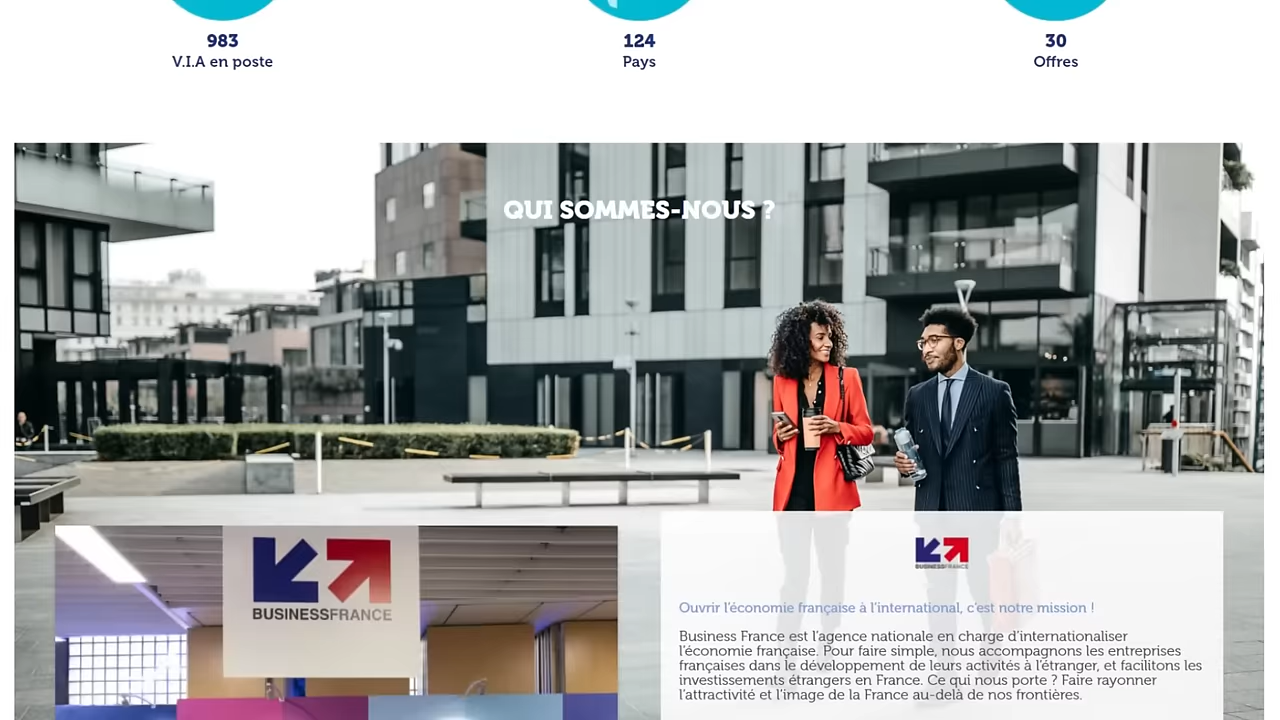 983
V.I.A en poste
124
Pays
30
Offres
QUI SOMMES-NOUS ?
BUSINESSFRANCE
BUSINESSFRANCE
Ouvrir l'économie française à l'international, c'est notre mission !
Business France est l'agence nationale en charge d'internationaliser
l'économie française. Pour faire simple, nous accompagnons les entreprises
françaises dans le développement de leurs activités à l'étranger, et facilitons les
investissements étrangers en France. Ce qui nous porte ? Faire rayonner
l'attractivité et l'image de la France au-delà de nos frontières.